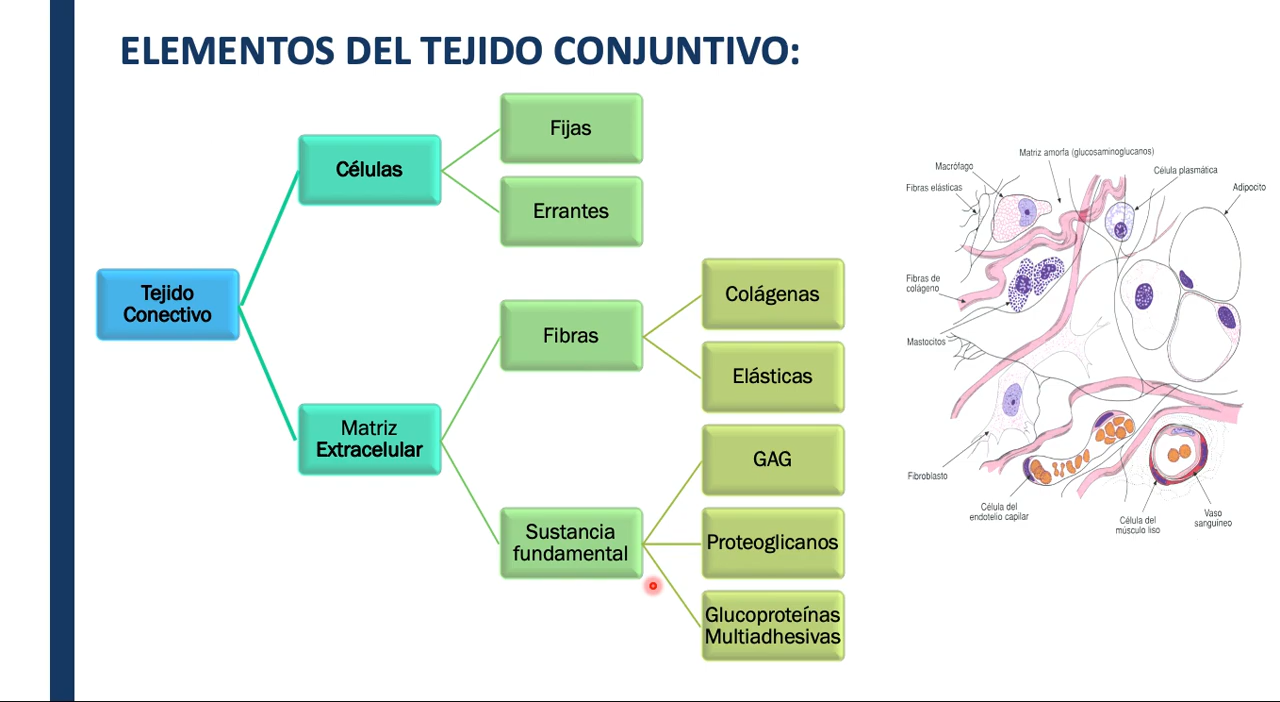 ELEMENTOS DEL TEJIDO CONJUNTIVO:
Tejido
Conectivo
Células
Fijas
Errantes
Matriz
Extracelular
Fibras
Colágenas
Elásticas
Sustancia
fundamental
GAG
Proteoglicanos
Glucoproteínas
Multiadhesivas
Matriz amorfa (glucosaminoglucanos)
Macrófago
Célula plasmática
Fibras elásticas
Adipocito
Fibras de
colágeno
Mastocitos
Fibroblasto
Célula del
endotelio capilar
Célula del
músculo liso
Vaso
sanguíneo